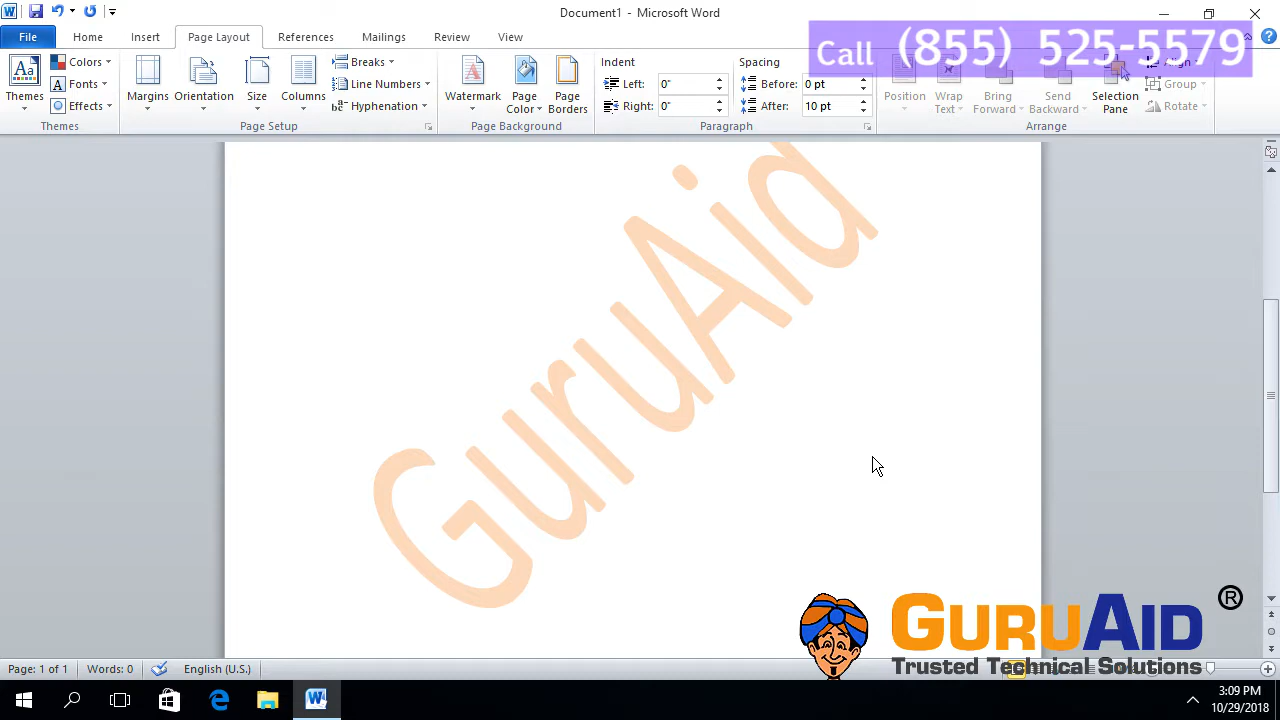 Document1 - Microsoft Word
Call (855) 525-5579
File Home Insert Page Layout References Mailings Review View
Themes
Colors
Fonts
Effects
Themes
Margins
Orientation
Size
Columns
Breaks
Line Numbers
Hyphenation
Page Setup
Watermark
Page Color
Page Borders
Page Background
Indent
Left: 0"
Right: 0"
Spacing
Before: 0 pt
After: 10 pt
Paragraph
Position
Wrap Text
Bring Forward
Send Backward
Selection Pane
Align
Group
Rotate
Arrange
GuruAid
GURUAID ®
Trusted Technical Solutions
Page: 1 of 1 Words: 0 English (U.S.)
3:09 PM
10/29/2018